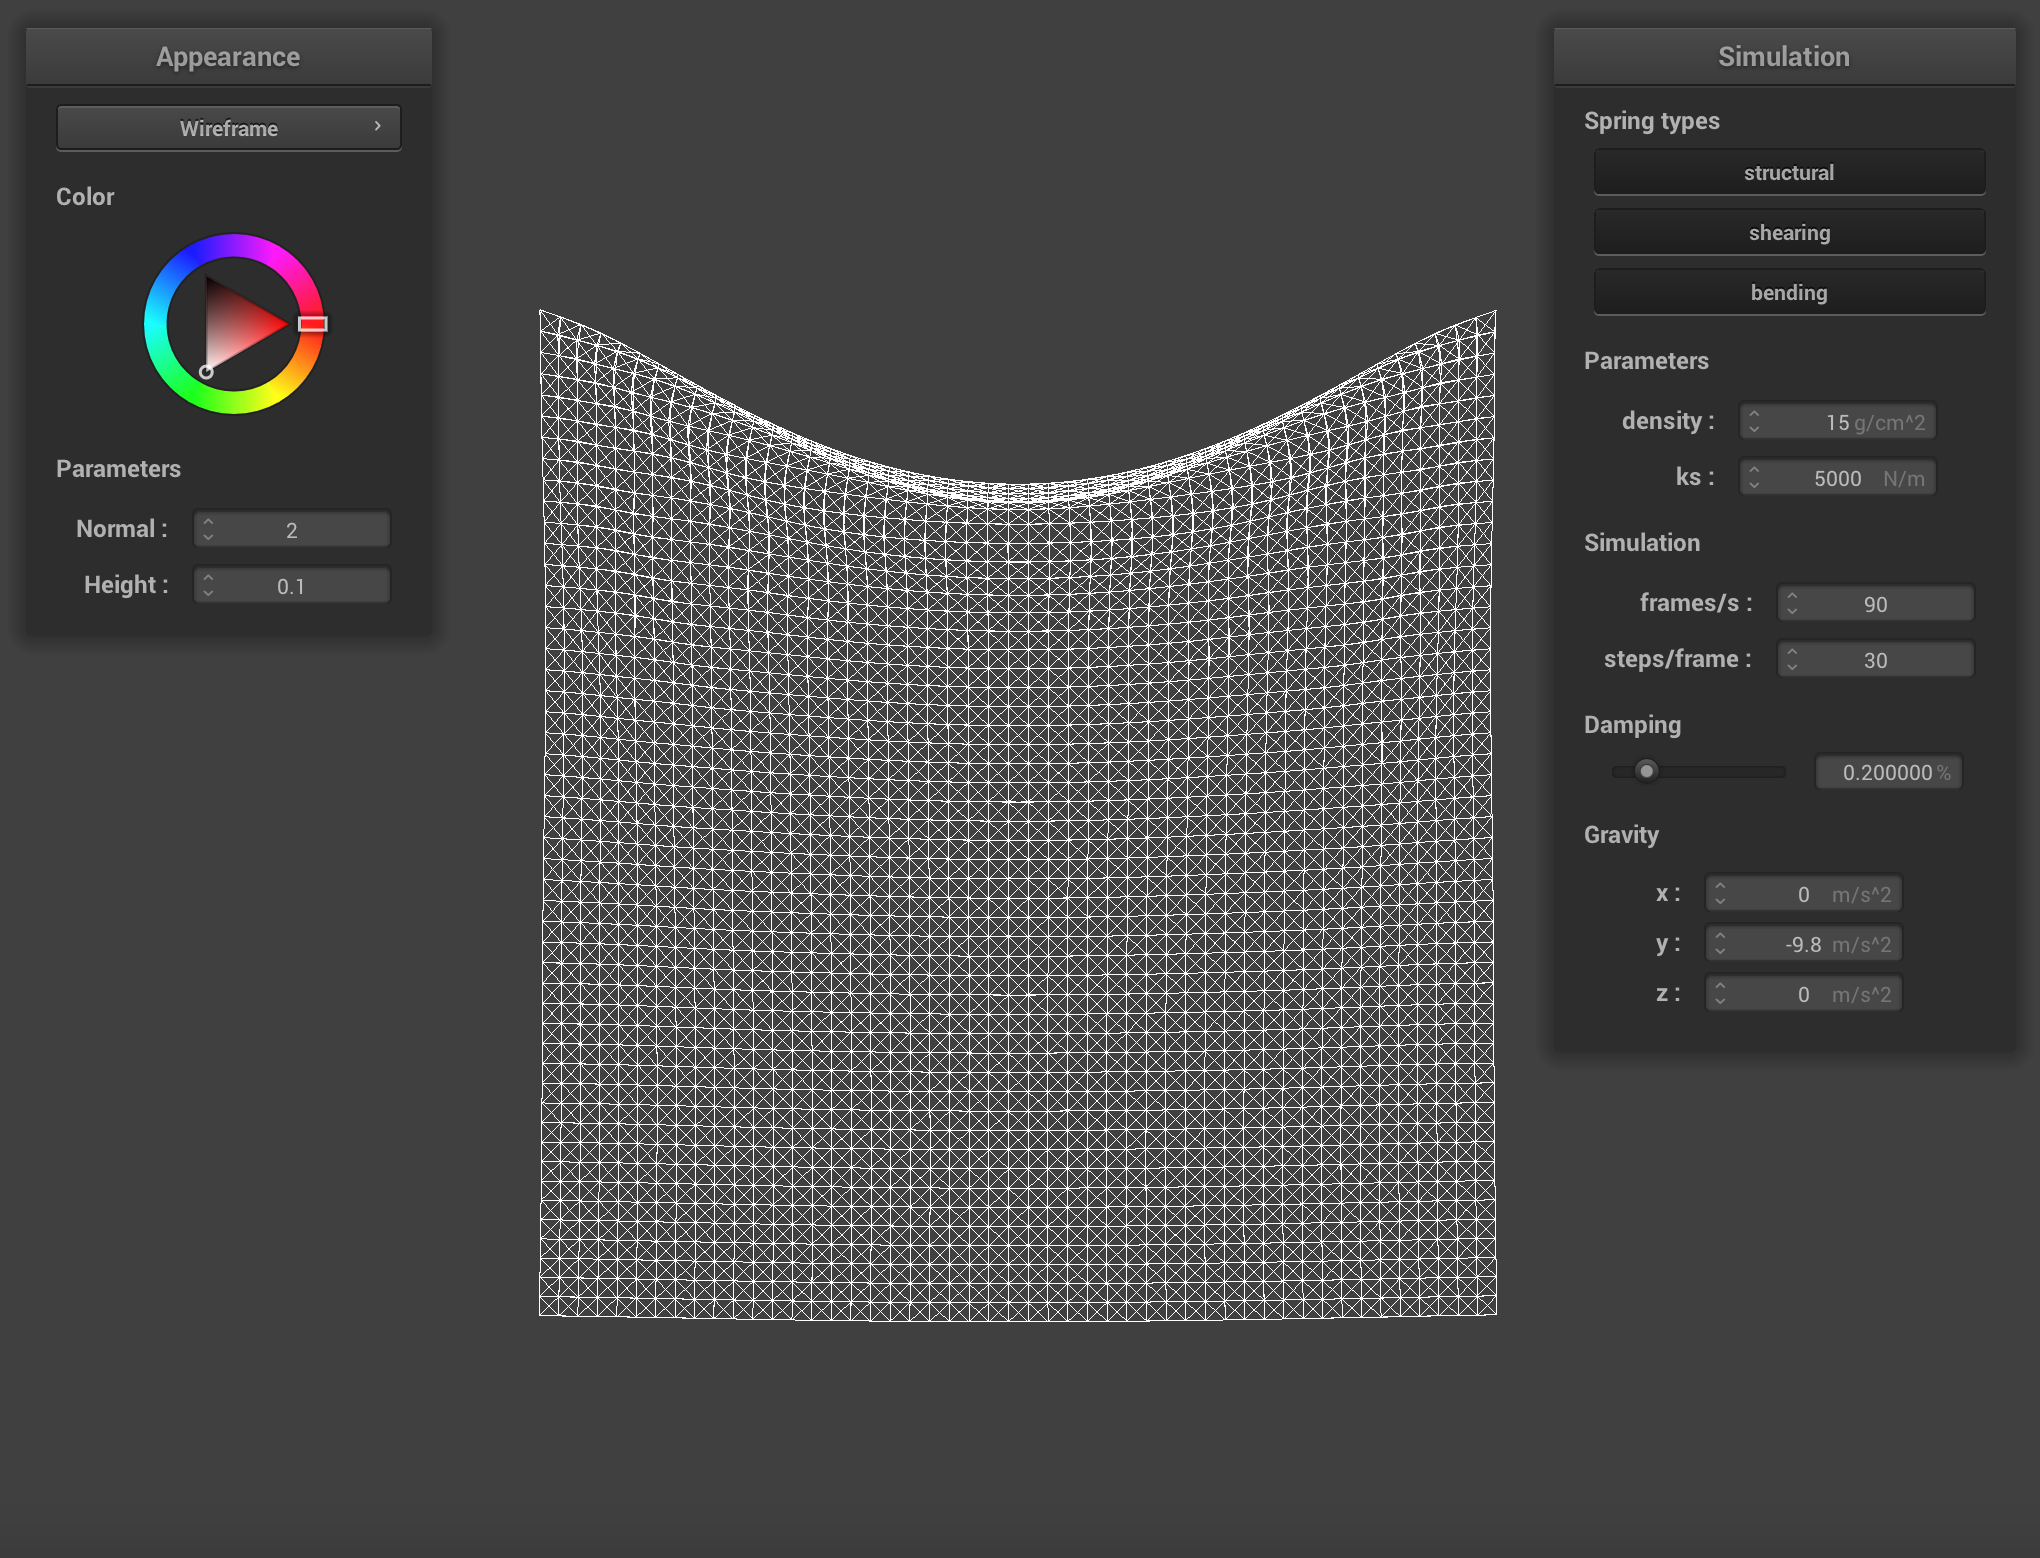 Appearance
Wireframe
Color
Parameters
Normal : 2
Height : 0.1
Simulation
Spring types
structural
shearing
bending
Parameters
density : 15 g/cm^2
ks : 5000 N/m
Simulation
frames/s : 90
steps/frame : 30
Damping
0.200000 %
Gravity
x : 0 m/s^2
y : -9.8 m/s^2
z : 0 m/s^2